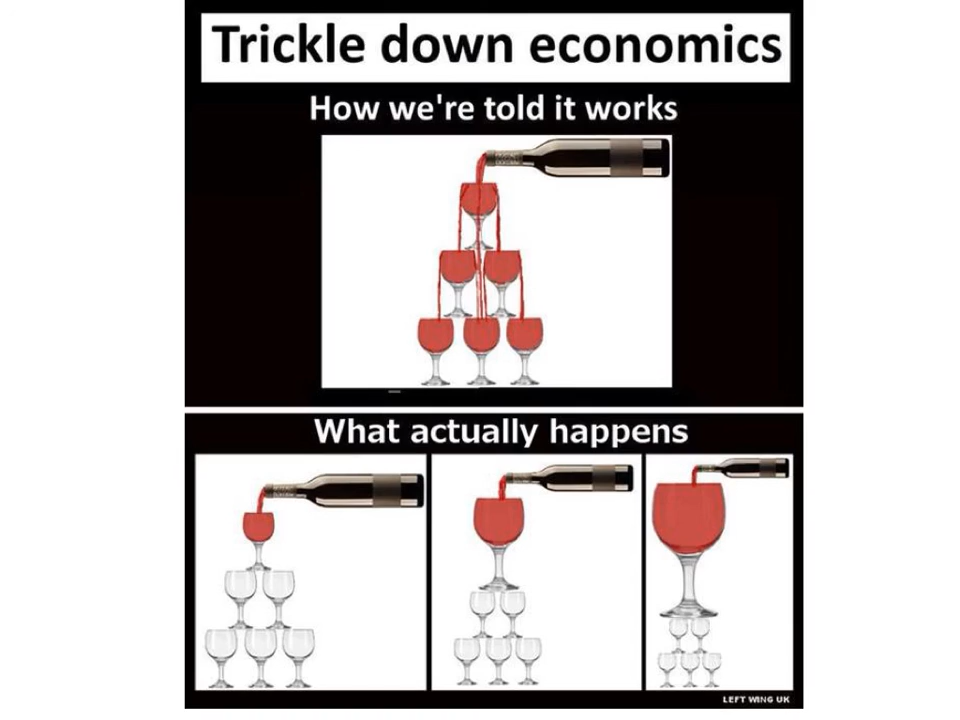 Trickle down economics
How we're told it works
What actually happens
LEFT WING UK